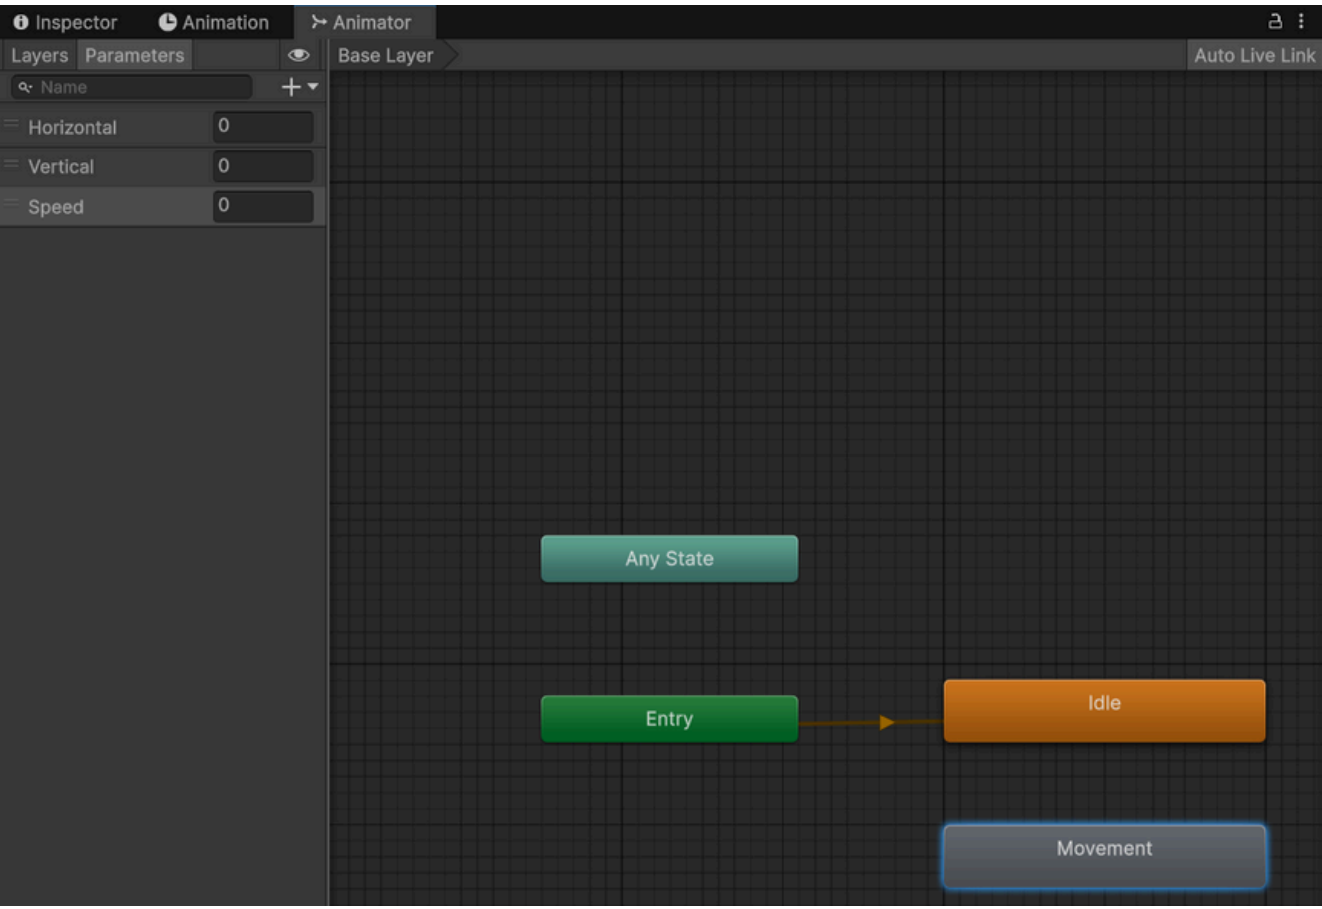 Inspector Animation Animator
Layers Parameters Base Layer Auto Live Link
Name
Horizontal 0
Vertical 0
Speed 0
Any State
Entry
Idle
Movement